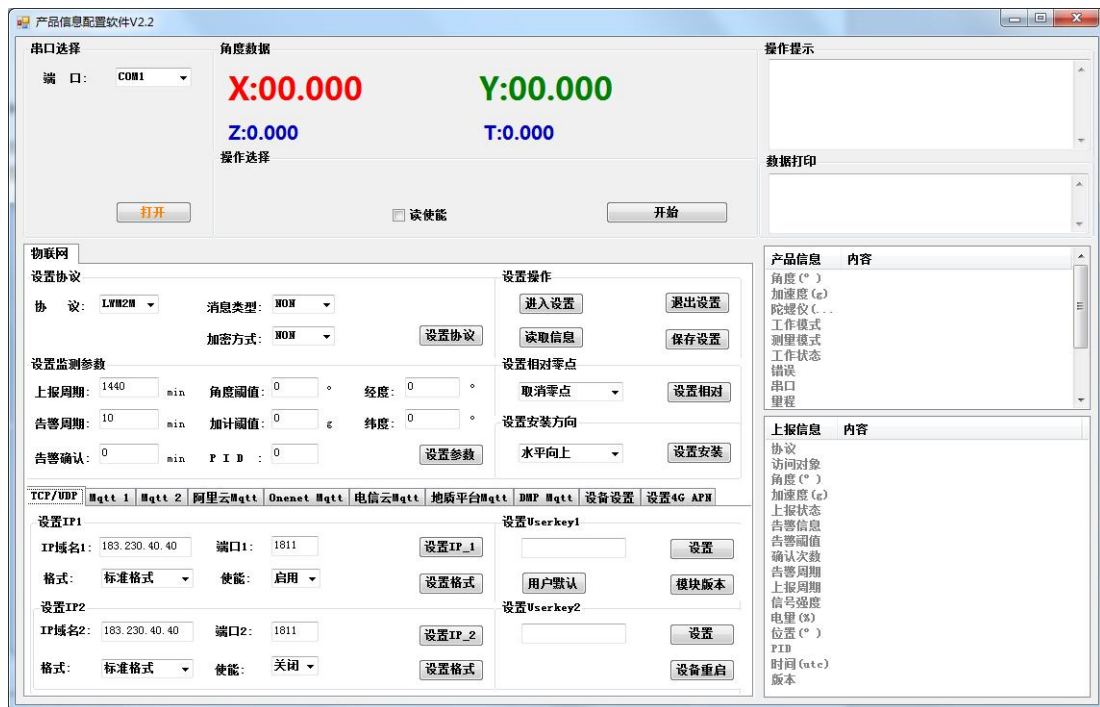 产品信息配置软件V2.2
串口选择
端 口: COM1
打开
角度数据
X:00.000 Y:00.000
Z:0.000 T:0.000
操作选择
读使能 开始
操作提示
数据打印
物联网
设置协议
协 议: LWM2M 消息类型: NON
加密方式: NON 设置协议
设置操作
进入设置 退出设置
读取信息 保存设置
设置监测参数
上报周期: 1440 min 角度阈值: 0 ° 经度: 0 °
告警周期: 10 min 加计阈值: 0 g 纬度: 0 °
告警确认: 0 min P I D : 0 设置参数
设置相对零点
取消零点 设置相对
设置安装方向
水平向上 设置安装
TCP/UDP Mqtt 1 Mqtt 2 阿里云Mqtt Onenet Mqtt 电信云Mqtt 地质平台Mqtt DMP Mqtt 设备设置 设置4G APN
设置IP1
IP域名1: 183.230.40.40 端口1: 1811 设置IP_1
格式: 标准格式 使能: 启用 设置格式
设置IP2
IP域名2: 183.230.40.40 端口2: 1811 设置IP_2
格式: 标准格式 使能: 关闭 设置格式
设置Userkey1
设置
用户默认 模块版本
设置Userkey2
设置
设备重启
产品信息 内容
角度(°)
加速度(g)
陀螺仪(...
工作模式
测量模式
工作状态
错误
串口
量程
上报信息 内容
协议
访问对象
角度(°)
加速度(g)
上报状态
告警信息
告警阈值
确认次数
告警周期
上报周期
信号强度
电量(%)
位置(°)
PID
时间(utc)
版本